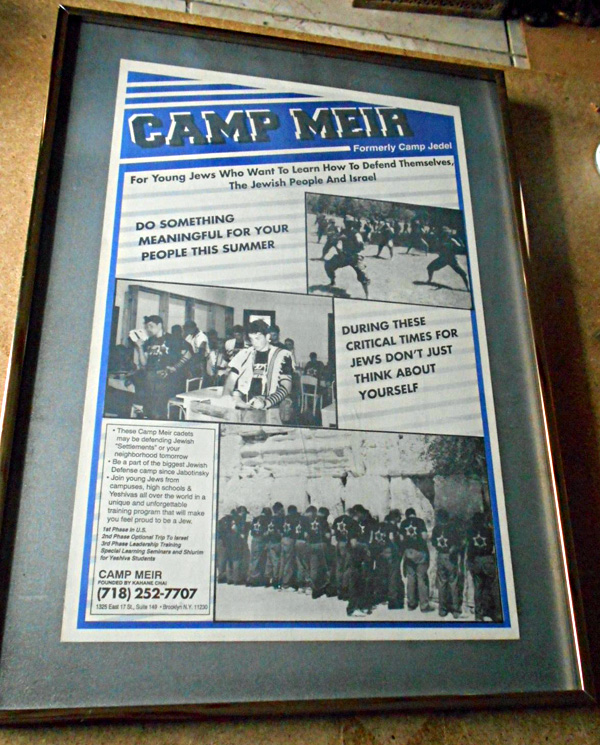 CAMP MEIR
Formerly Camp Jedel
For Young Jews Who Want To Learn How To Defend Themselves,
The Jewish People And Israel
DO SOMETHING
MEANINGFUL FOR YOUR
PEOPLE THIS SUMMER
DURING THESE
CRITICAL TIMES FOR
JEWS DON'T JUST
THINK ABOUT
YOURSELF
• These Camp Meir cadets
may be defending Jewish
"Settlements" or your
neighborhood tomorrow
• Be a part of the biggest Jewish
Defense camp since Jabotinsky
• Join young Jews from
campuses, high schools &
Yeshivas all over the world in a
unique and unforgettable
training program that will make
you feel proud to be a Jew.
1st Phase in U.S.
2nd Phase Optional Trip To Israel
3rd Phase Leadership Training
Special Learning Seminars and Shiurim
for Yeshiva Students
CAMP MEIR
FOUNDED BY KAHANE CHAI
(718) 252-7707
1325 East 17 St., Suite 149 • Brooklyn N.Y. 11230